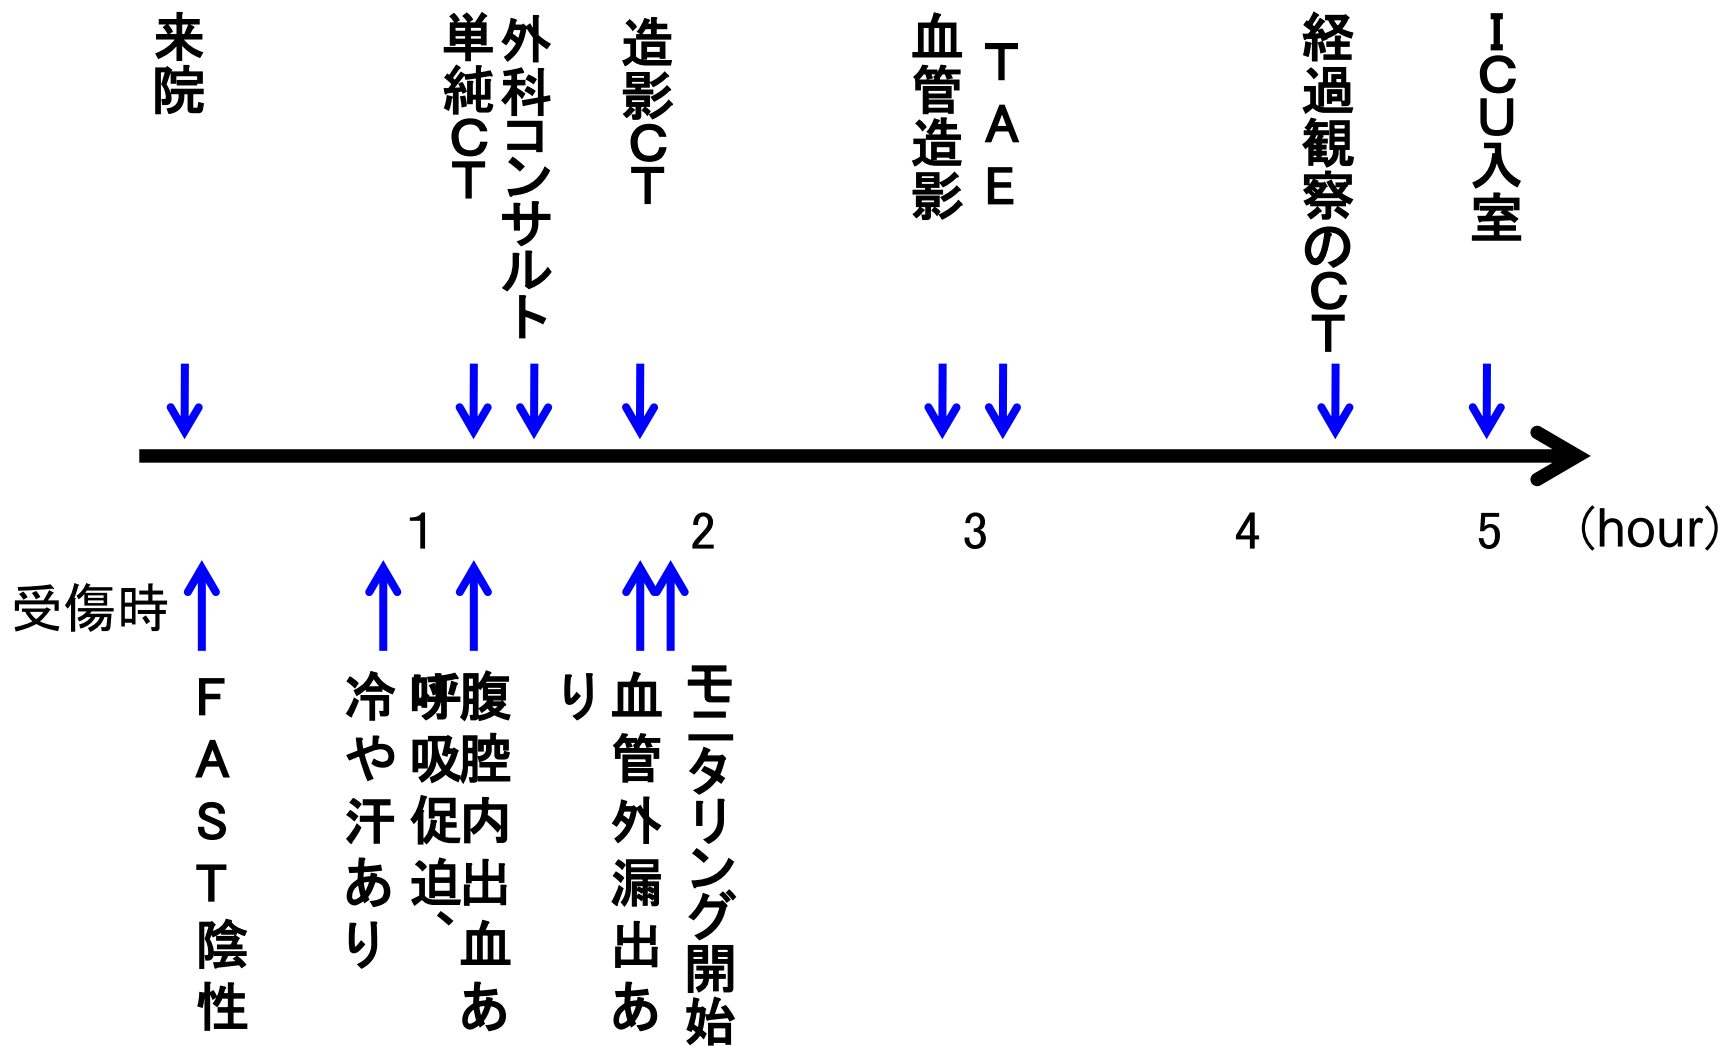 来院
単純CT
外科コンサルト
造影CT
血管造影
TAE
経過観察のCT
ICU入室
1
2
3
4
5
(hour)
受傷時
FAST陰性
呼吸促迫、
冷や汗あり
腹腔内出血あ
血管外漏出あ
り
モニタリング開始